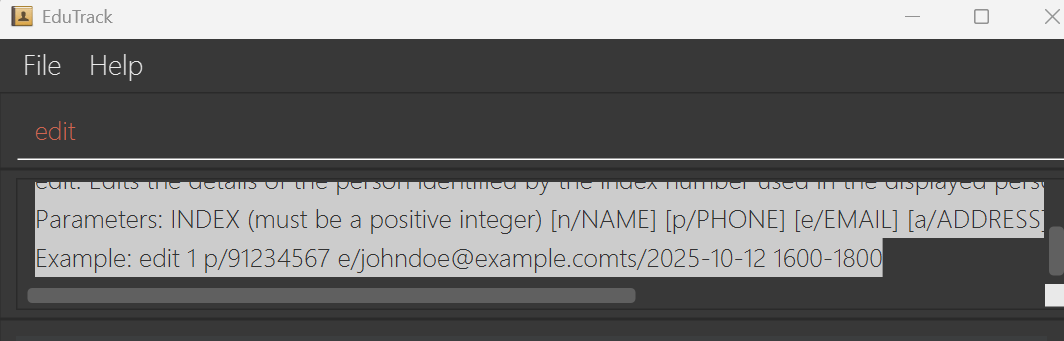 EduTrack
File Help
edit
edit: Edits the details of the person identified by the index number used in the displayed perso
Parameters: INDEX (must be a positive integer) [n/NAME] [p/PHONE] [e/EMAIL] [a/ADDRESS]
Example: edit 1 p/91234567 e/johndoe@example.comts/2025-10-12 1600-1800